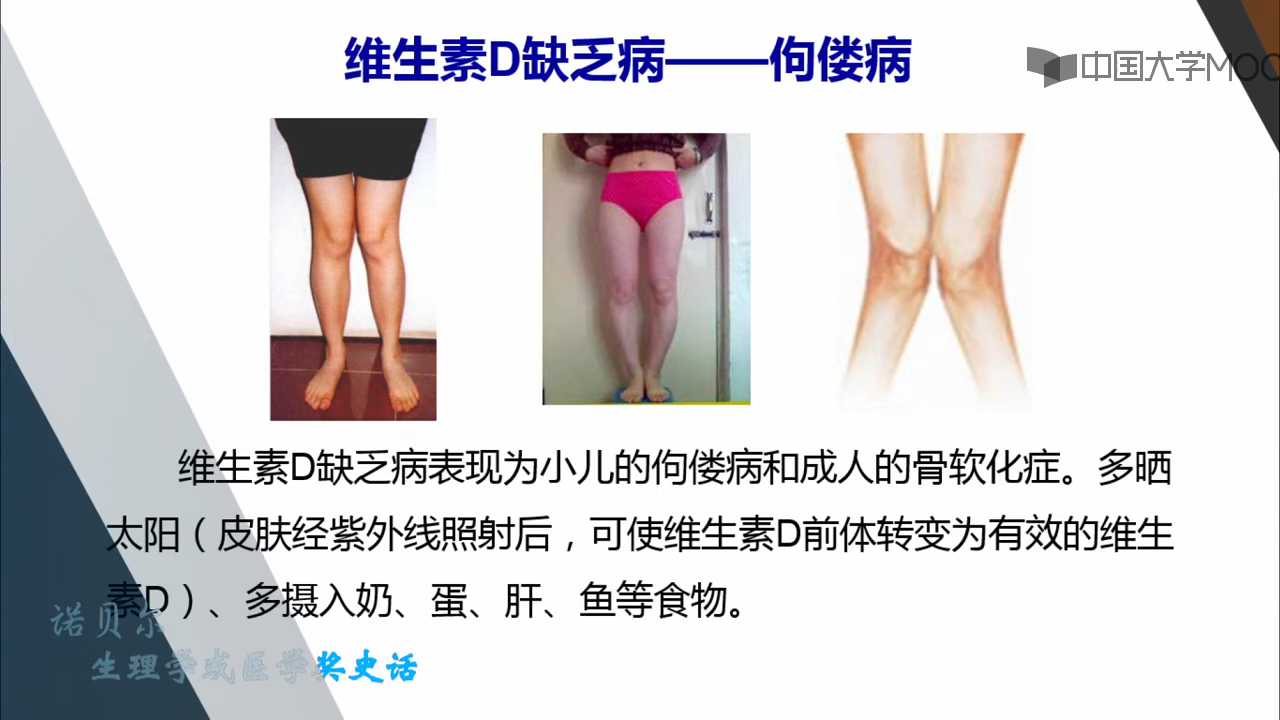 维生素D缺乏病——佝偻病
中国大学MOO
维生素D缺乏病表现为小儿的佝偻病和成人的骨软化症。多晒
太阳（皮肤经紫外线照射后，可使维生素D前体转变为有效的维生
素D）、多摄入奶、蛋、肝、鱼等食物。
诺贝尔
生理学或医学奖史话